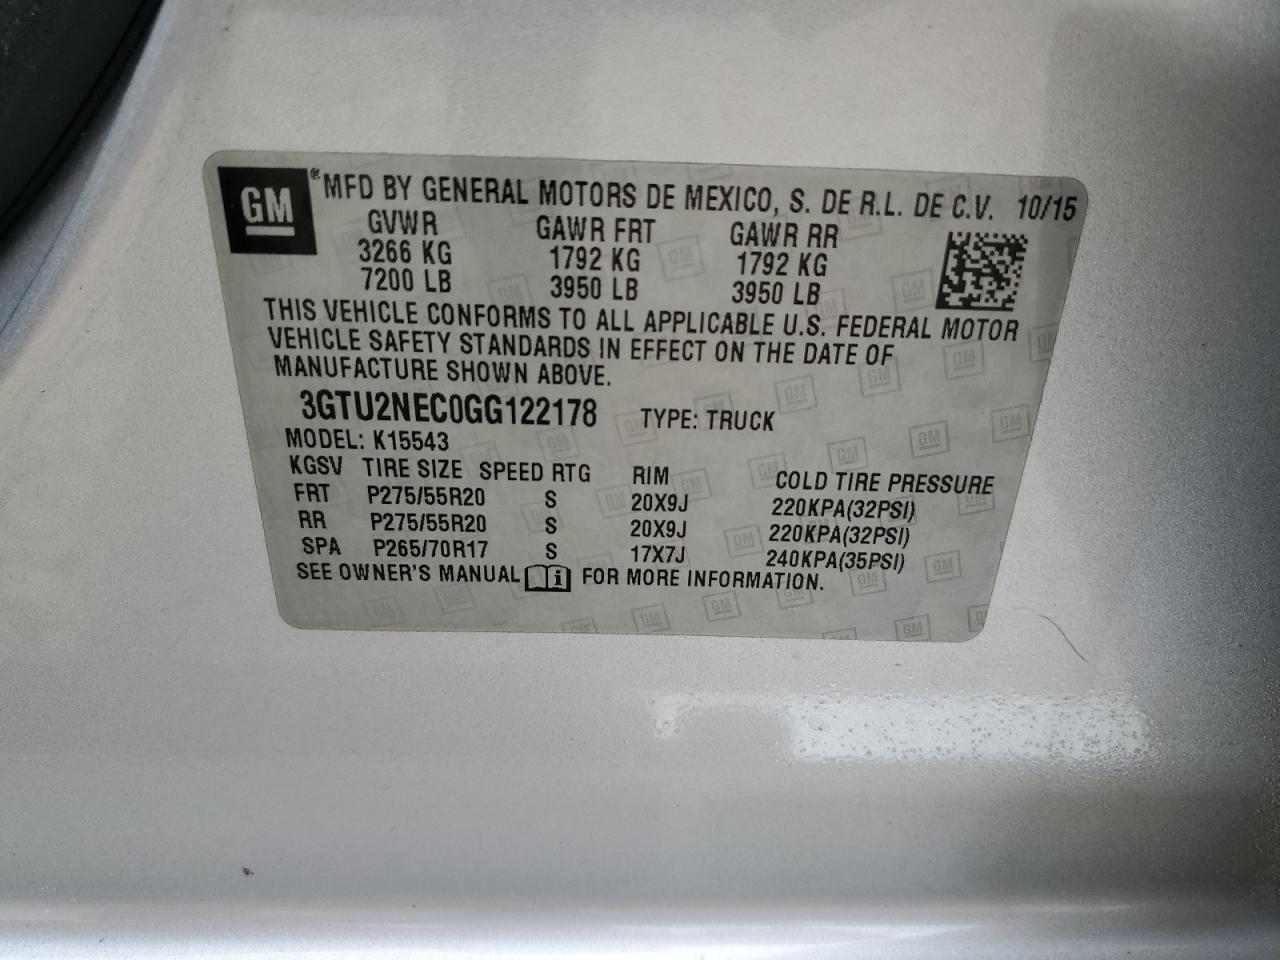 GM ® MFD BY GENERAL MOTORS DE MEXICO, S. DE R.L. DE C.V. 10/15
GVWR GAWR FRT GAWR RR
3266 KG 1792 KG 1792 KG
7200 LB 3950 LB 3950 LB
THIS VEHICLE CONFORMS TO ALL APPLICABLE U.S. FEDERAL MOTOR
VEHICLE SAFETY STANDARDS IN EFFECT ON THE DATE OF
MANUFACTURE SHOWN ABOVE.
3GTU2NEC0GG122178 TYPE: TRUCK
MODEL: K15543
KGSV TIRE SIZE SPEED RTG RIM COLD TIRE PRESSURE
FRT P275/55R20 S 20X9J 220KPA(32PSI)
RR P275/55R20 S 20X9J 220KPA(32PSI)
SPA P265/70R17 S 17X7J 240KPA(35PSI)
SEE OWNER'S MANUAL i FOR MORE INFORMATION.